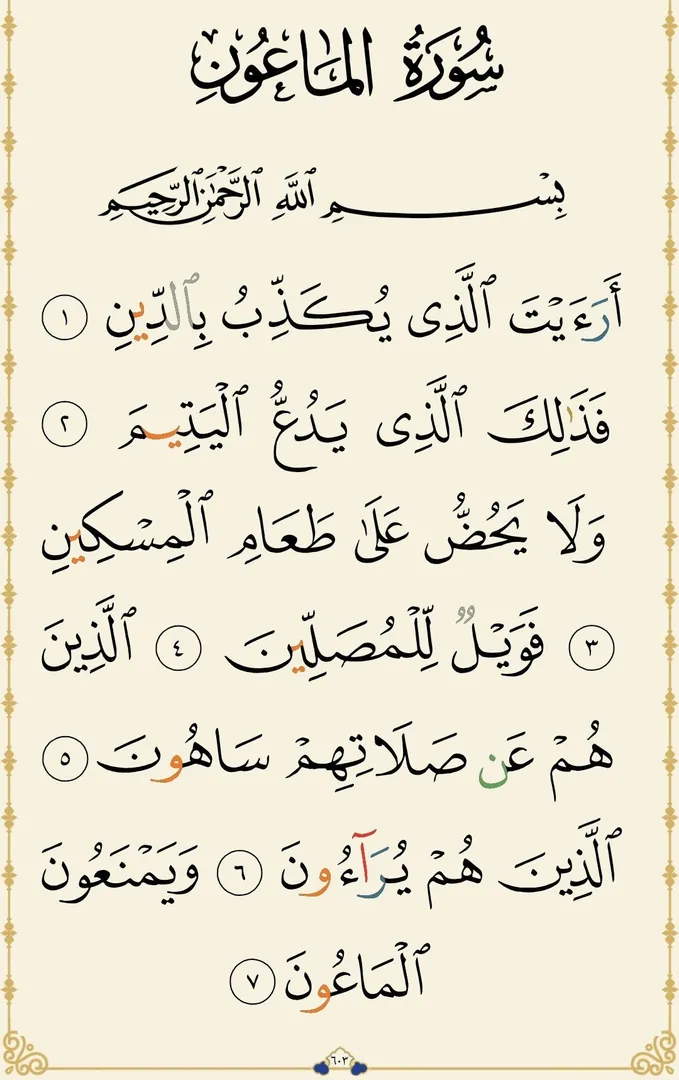 سُورَةُ المَاعُونِ
بِسْمِ ٱللَّهِ ٱلرَّحْمَٰنِ ٱلرَّحِيمِ
أَرَءَيْتَ ٱلَّذِى يُكَذِّبُ بِٱلدِّينِ ١
فَذَٰلِكَ ٱلَّذِى يَدُعُّ ٱلْيَتِيمَ ٢
وَلَا يَحُضُّ عَلَىٰ طَعَامِ ٱلْمِسْكِينِ
٣ فَوَيْلٌ لِّلْمُصَلِّينَ ٤ ٱلَّذِينَ
هُمْ عَن صَلَاتِهِمْ سَاهُونَ ٥
ٱلَّذِينَ هُمْ يُرَآءُونَ ٦ وَيَمْنَعُونَ
ٱلْمَاعُونَ ٧
٦٠٣